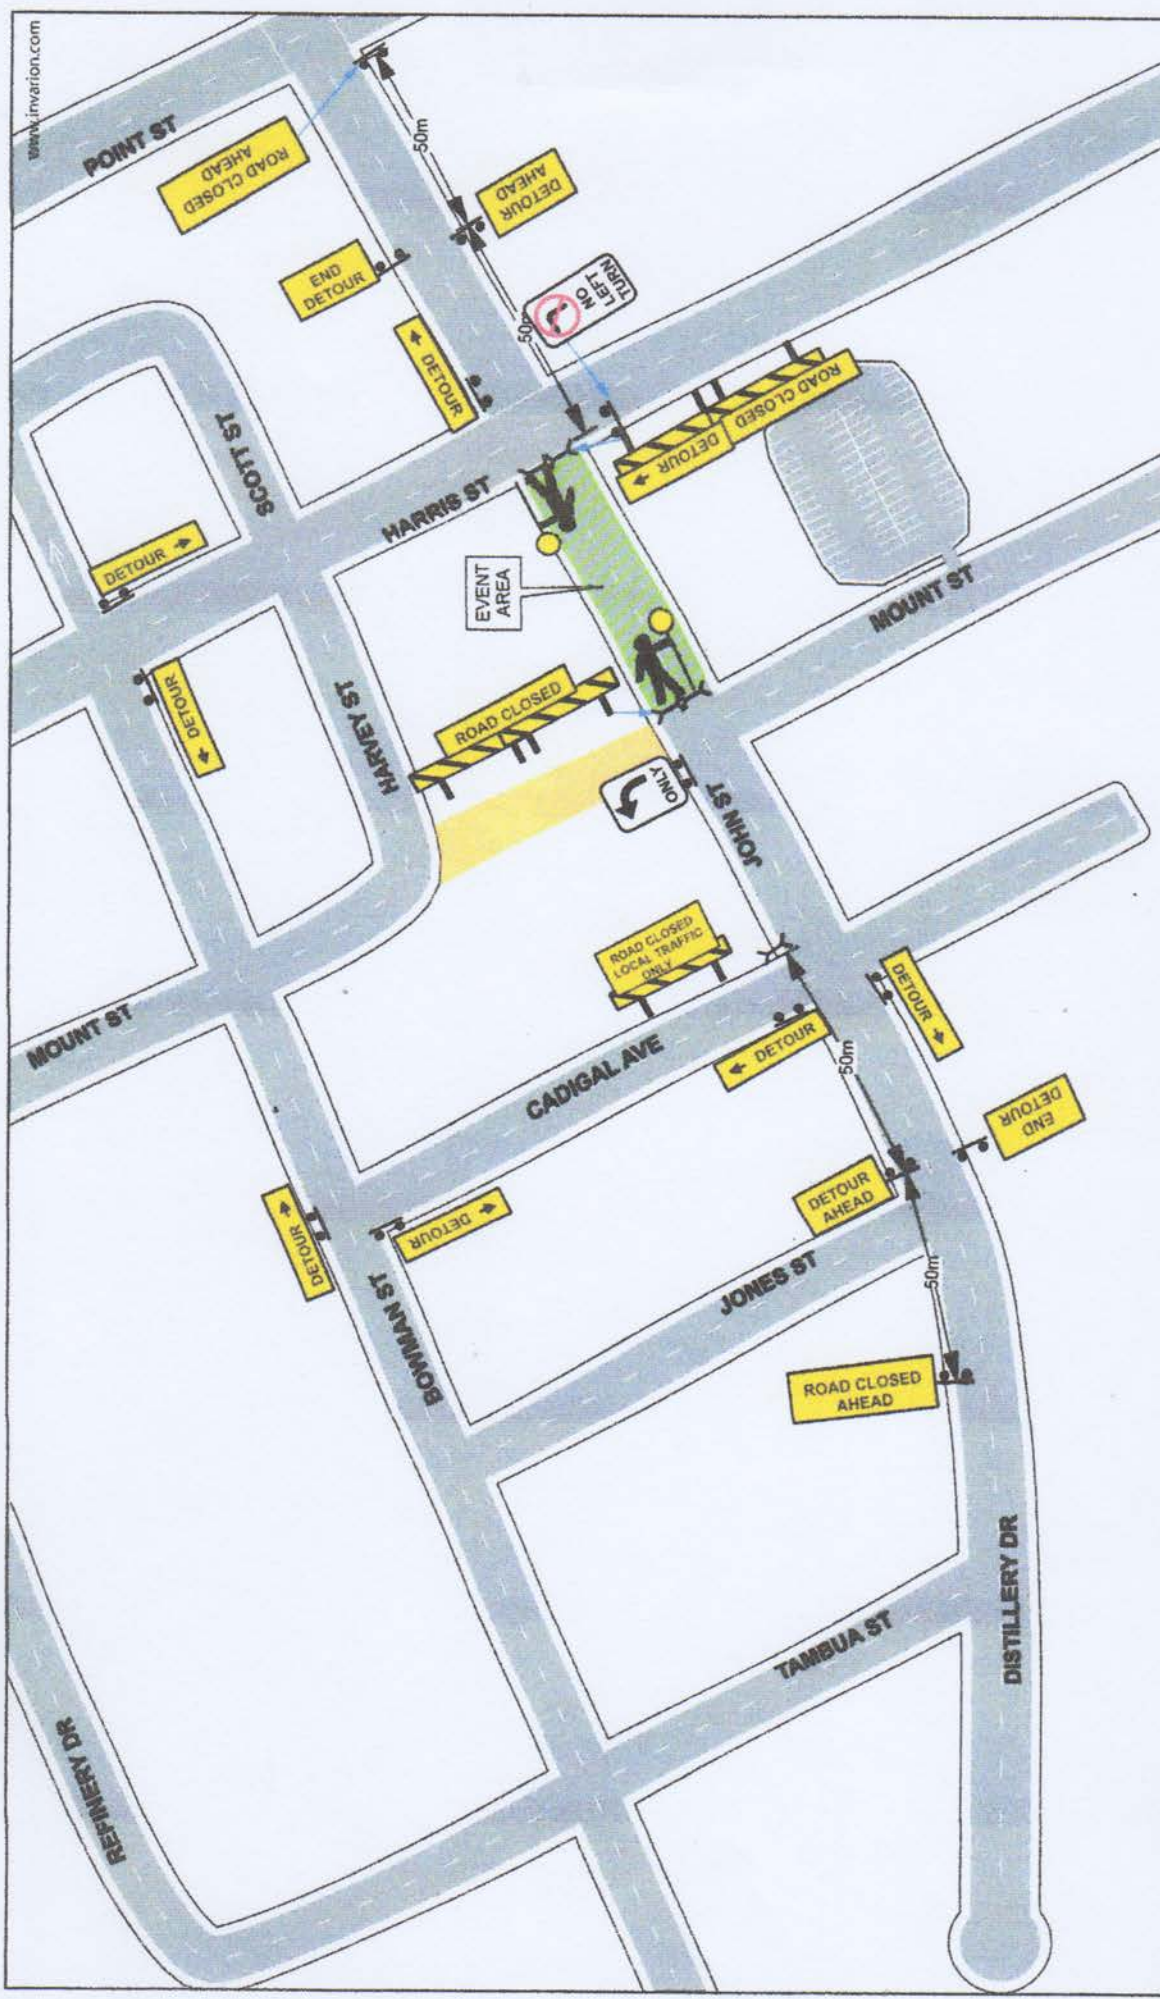 www.invarion.com
POINT ST
ROAD CLOSED
AHEAD
50m
DETOUR
AHEAD
END
DETOUR
DETOUR
50m
NO
LEFT
TURN
SCOTT ST
HARRIS ST
DETOUR
ROAD CLOSED
DETOUR
EVENT
AREA
MOUNT ST
DETOUR
HARVEY ST
ROAD CLOSED
ONLY
JOHN ST
ROAD CLOSED
LOCAL TRAFFIC
ONLY
MOUNT ST
CADIGAL AVE
DETOUR
DETOUR
50m
END
DETOUR
DETOUR
AHEAD
DETOUR
DETOUR
BOWMAN ST
JONES ST
50m
ROAD CLOSED
AHEAD
DISTILLERY DR
TAMBUA ST
REFINERY DR